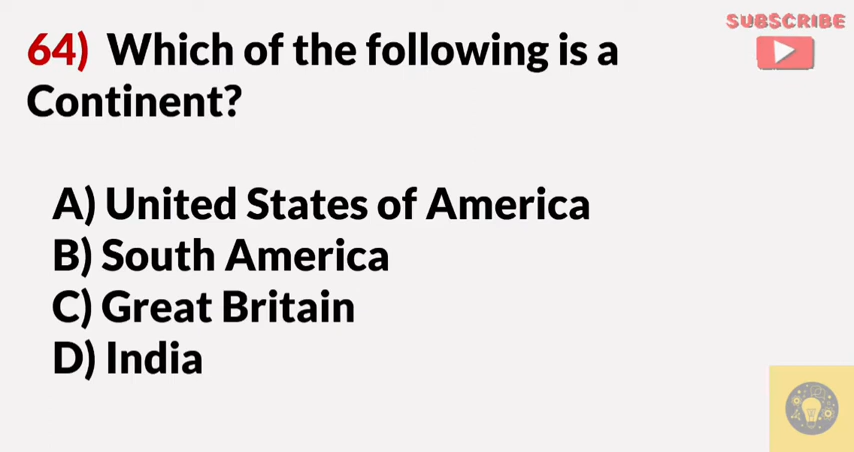 SUBSCRIBE
64) Which of the following is a
Continent?
A) United States of America
B) South America
C) Great Britain
D) India